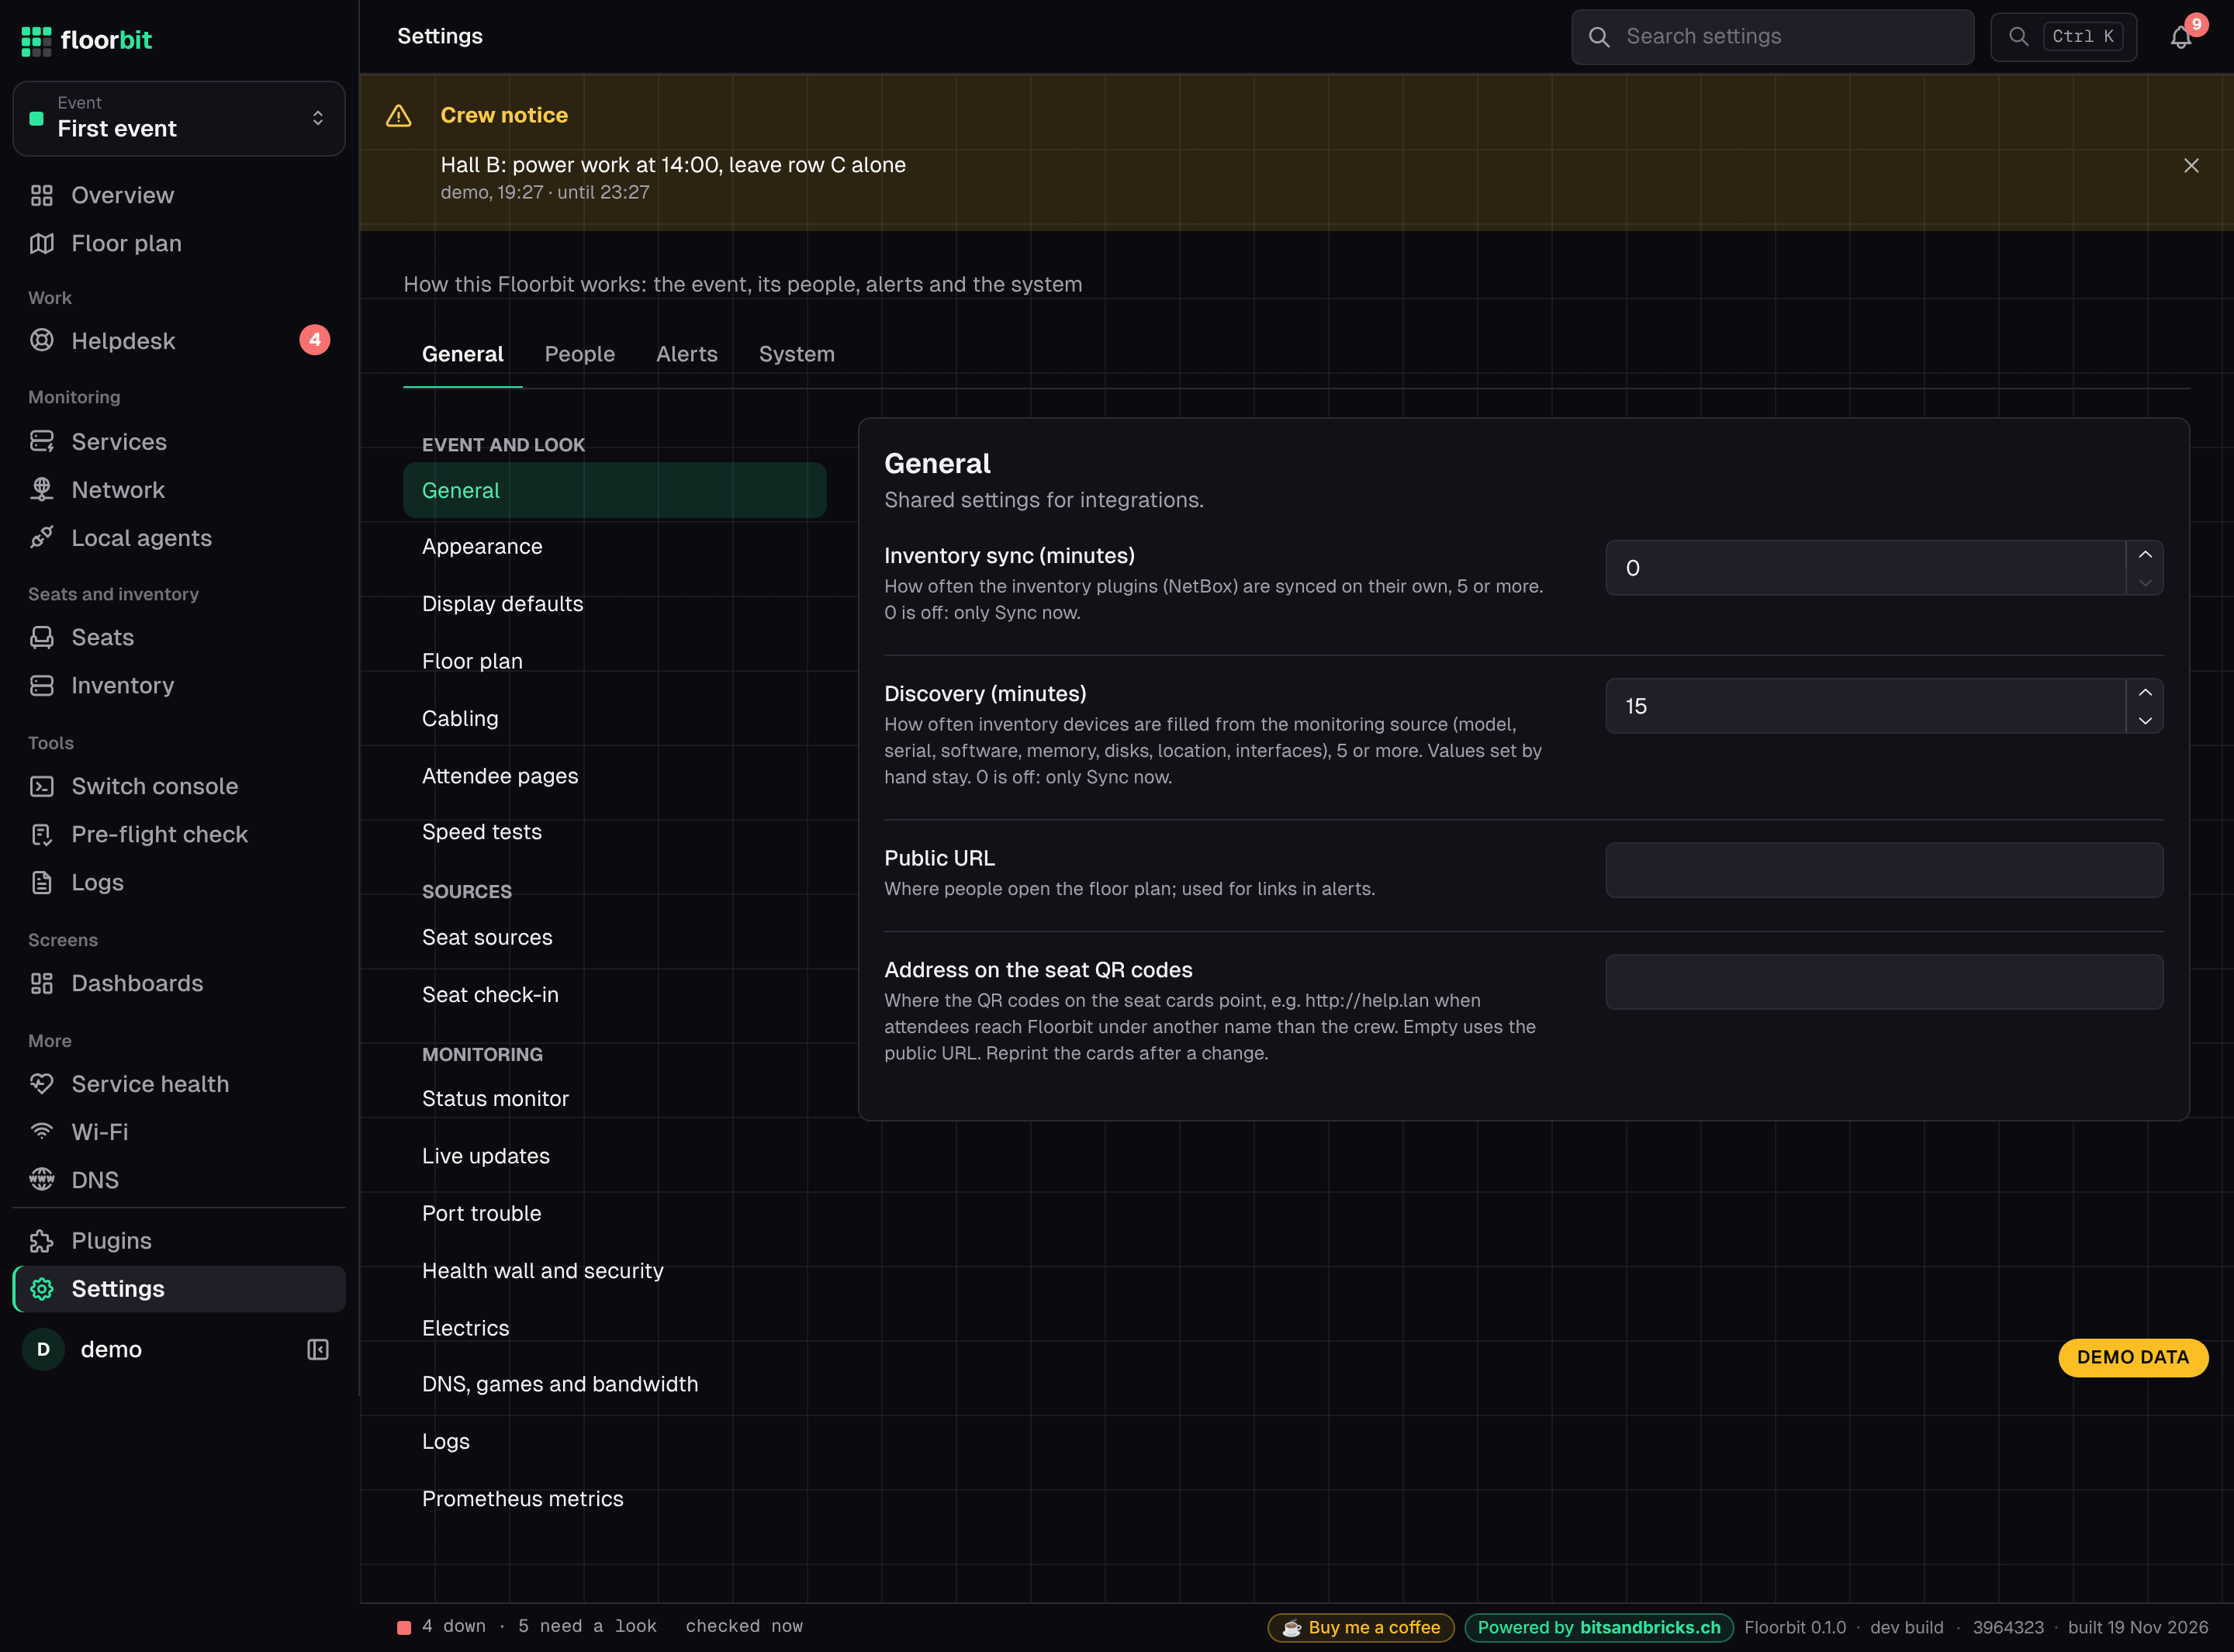 floorbit
Event
First event
Overview
Floor plan
Work
Helpdesk
4
Monitoring
Services
Network
Local agents
Seats and inventory
Seats
Inventory
Tools
Switch console
Pre-flight check
Logs
Screens
Dashboards
More
Service health
Wi-Fi
DNS
Plugins
Settings
D
demo
Settings
Search settings
Ctrl K
9
Crew notice
Hall B: power work at 14:00, leave row C alone
demo, 19:27 · until 23:27
How this Floorbit works: the event, its people, alerts and the system
General
People
Alerts
System
EVENT AND LOOK
General
Appearance
Display defaults
Floor plan
Cabling
Attendee pages
Speed tests
SOURCES
Seat sources
Seat check-in
MONITORING
Status monitor
Live updates
Port trouble
Health wall and security
Electrics
DNS, games and bandwidth
Logs
Prometheus metrics
General
Shared settings for integrations.
Inventory sync (minutes)
How often the inventory plugins (NetBox) are synced on their own, 5 or more.
0 is off: only Sync now.
0
Discovery (minutes)
How often inventory devices are filled from the monitoring source (model,
serial, software, memory, disks, location, interfaces), 5 or more. Values set by
hand stay. 0 is off: only Sync now.
15
Public URL
Where people open the floor plan; used for links in alerts.
Address on the seat QR codes
Where the QR codes on the seat cards point, e.g. http://help.lan when
attendees reach Floorbit under another name than the crew. Empty uses the
public URL. Reprint the cards after a change.
DEMO DATA
4 down · 5 need a look checked now
Buy me a coffee
Powered by bitsandbricks.ch
Floorbit 0.1.0 · dev build · 3964323 · built 19 Nov 2026